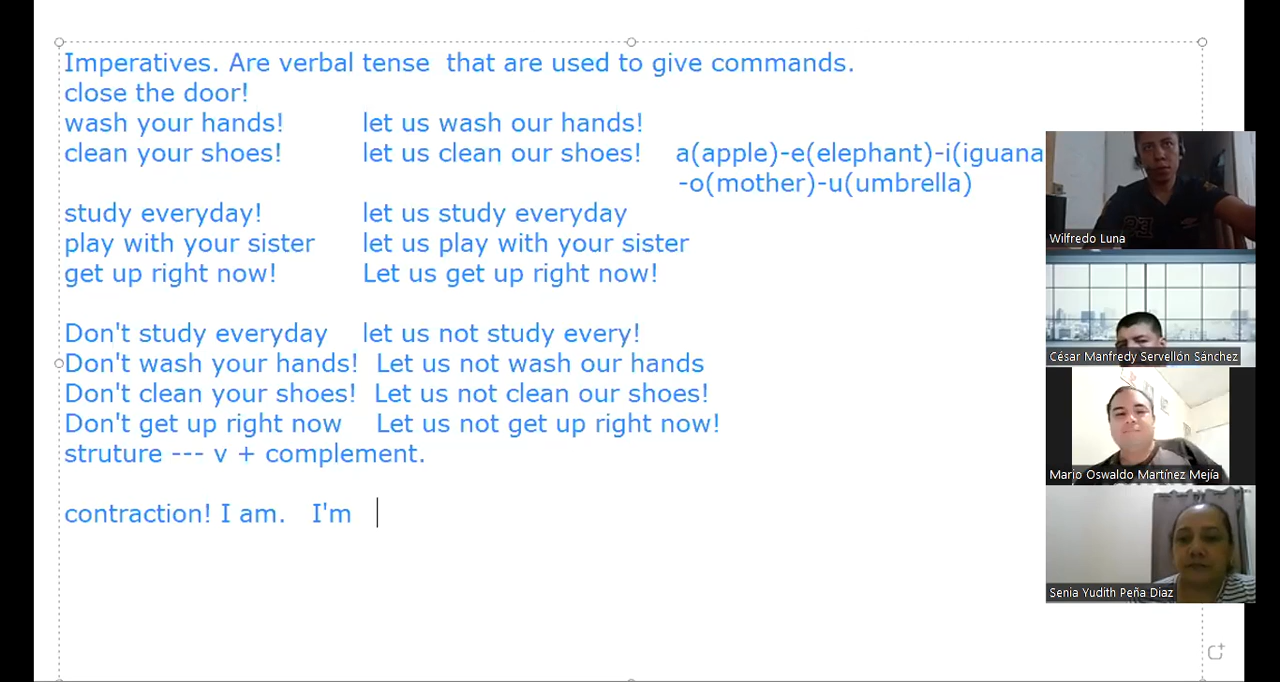 Imperatives. Are verbal tense  that are used to give commands.
close the door!
wash your hands! let us wash our hands!
clean your shoes! let us clean our shoes! a(apple)-e(elephant)-i(iguana
-o(mother)-u(umbrella)
study everyday! let us study everyday
play with your sister let us play with your sister
get up right now! Let us get up right now!
Don't study everyday let us not study every!
Don't wash your hands! Let us not wash our hands
Don't clean your shoes! Let us not clean our shoes!
Don't get up right now Let us not get up right now!
struture --- v + complement.
contraction! I am. I'm
Wilfredo Luna
César Manfredy Servellón Sánchez
Mario Oswaldo Martínez Mejía
Senia Yudith Peña Diaz